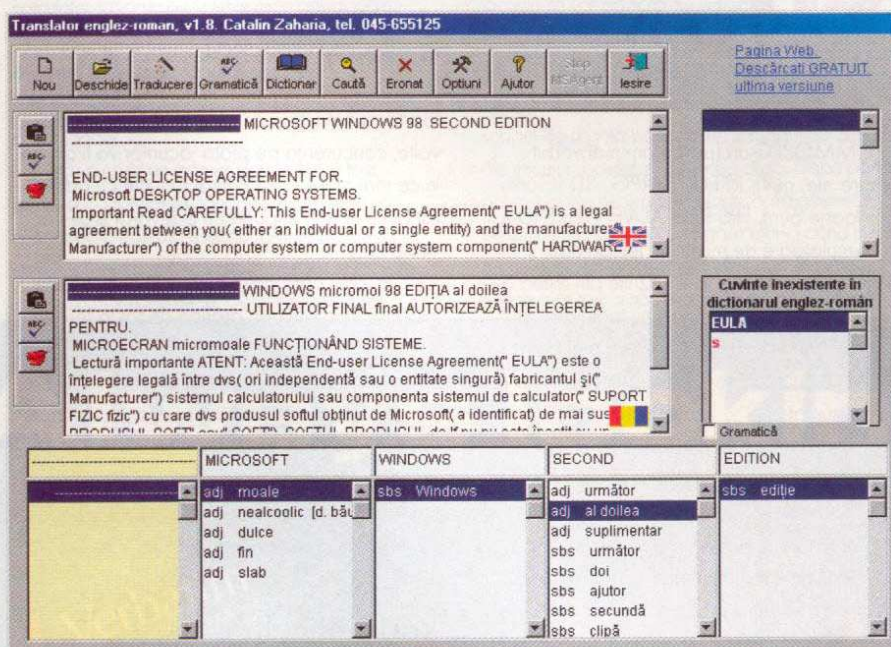 Translator englez-roman, v1.8. Catalin Zaharia, tel. 045-655125
Nou Deschide Traducere Gramatică Dictionar Caută Eronat Optiuni Ajutor Stop MSAgent Iesire
Pagina Web.
Descărcati GRATUIT
ultima versiune
---------------------------------- MICROSOFT WINDOWS 98 SECOND EDITION
----------------------------------
END-USER LICENSE AGREEMENT FOR.
Microsoft DESKTOP OPERATING SYSTEMS.
Important Read CAREFULLY: This End-user License Agreement(" EULA") is a legal
agreement between you( either an individual or a single entity) and the manufacturer("
Manufacturer") of the computer system or computer system component(" HARDWARE")
---------------------------------- WINDOWS micromoi 98 EDIȚIA al doilea
---------------------------------- UTILIZATOR FINAL final AUTORIZEAZĂ ÎNȚELEGEREA
PENTRU.
MICROECRAN micromoale FUNCȚIONÂND SISTEME.
Lectură importante ATENT: Această End-user License Agreement(" EULA") este o
înțelegere legală între dvs( ori independentă sau o entitate singură) fabricantul și("
Manufacturer") sistemul calculatorului sau componenta sistemul de calculator(" SUPORT
FIZIC fizic") cu care dvs produsul softul obținut de Microsoft( a identificat) de mai sus
Cuvinte inexistente în
dictionarul englez-român
EULA
s
Gramatică
---------------------------------- MICROSOFT WINDOWS SECOND EDITION
----------------------------------
adj moale
adj nealcoolic [d. bău
adj dulce
adj fin
adj slab
sbs Windows
adj următor
adj al doilea
adj suplimentar
sbs următor
sbs doi
sbs ajutor
sbs secundă
sbs clipă
sbs ediție